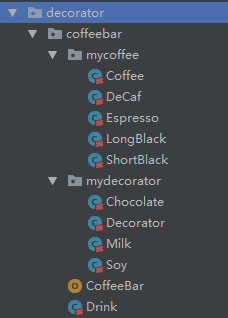 decorator
coffeebar
mycoffee
Coffee
DeCaf
Espresso
LongBlack
ShortBlack
mydecorator
Chocolate
Decorator
Milk
Soy
CoffeeBar
Drink